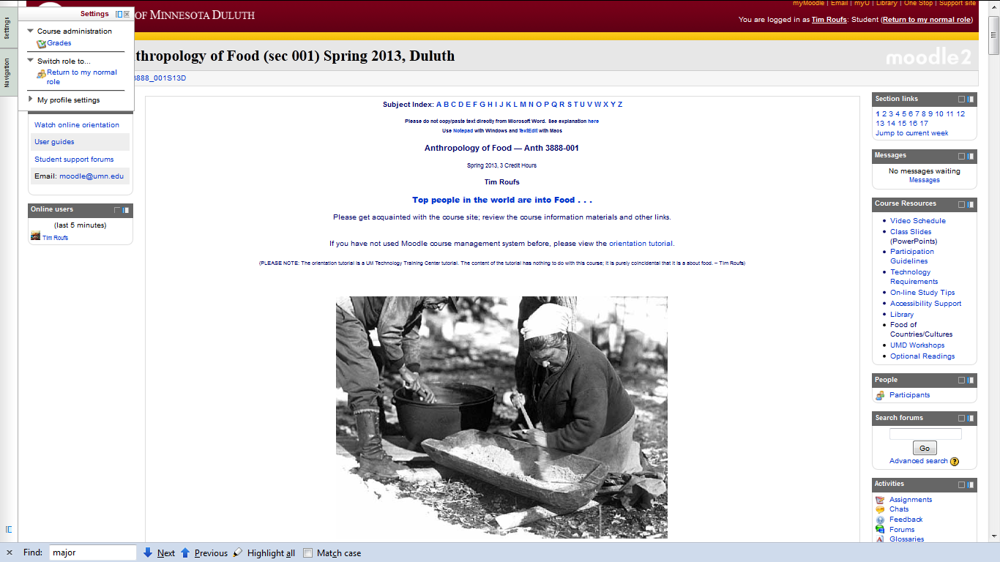 myMoodle | Email | myU | Library | One Stop | Support site
OF MINNESOTA DULUTH
You are logged in as Tim Roufs: Student (Return to my normal role)
Settings
Navigation
Settings
Course administration
Grades
Switch role to...
Return to my normal
role
My profile settings
thropology of Food (sec 001) Spring 2013, Duluth
moodle2
3888_001S13D
Watch online orientation
User guides
Student support forums
Email: moodle@umn.edu
Online users
(last 5 minutes)
Tim Roufs
Subject Index: A B C D E F G H I J K L M N O P Q R S T U V W X Y Z
Please do not copy/paste text directly from Microsoft Word. See explanation here
Use Notepad with Windows and TextEdit with Macs
Anthropology of Food — Anth 3888-001
Spring 2013, 3 Credit Hours
Tim Roufs
Top people in the world are into Food . . .
Please get acquainted with the course site; review the course information materials and other links.
If you have not used Moodle course management system before, please view the orientation tutorial.
(PLEASE NOTE: The orientation tutorial is a UM Technology Training Center tutorial. The content of the tutorial has nothing to do with this course; it is purely coincidental that it is a about food. – Tim Roufs)
Section links
1 2 3 4 5 6 7 8 9 10 11 12
13 14 15 16 17
Jump to current week
Messages
No messages waiting
Messages
Course Resources
Video Schedule
Class Slides
(PowerPoints)
Participation
Guidelines
Technology
Requirements
On-line Study Tips
Accessibility Support
Library
Food of
Countries/Cultures
UMD Workshops
Optional Readings
People
Participants
Search forums
Go
Advanced search ?
Activities
Assignments
Chats
Feedback
Forums
Glossaries
Find: major Next Previous Highlight all Match case